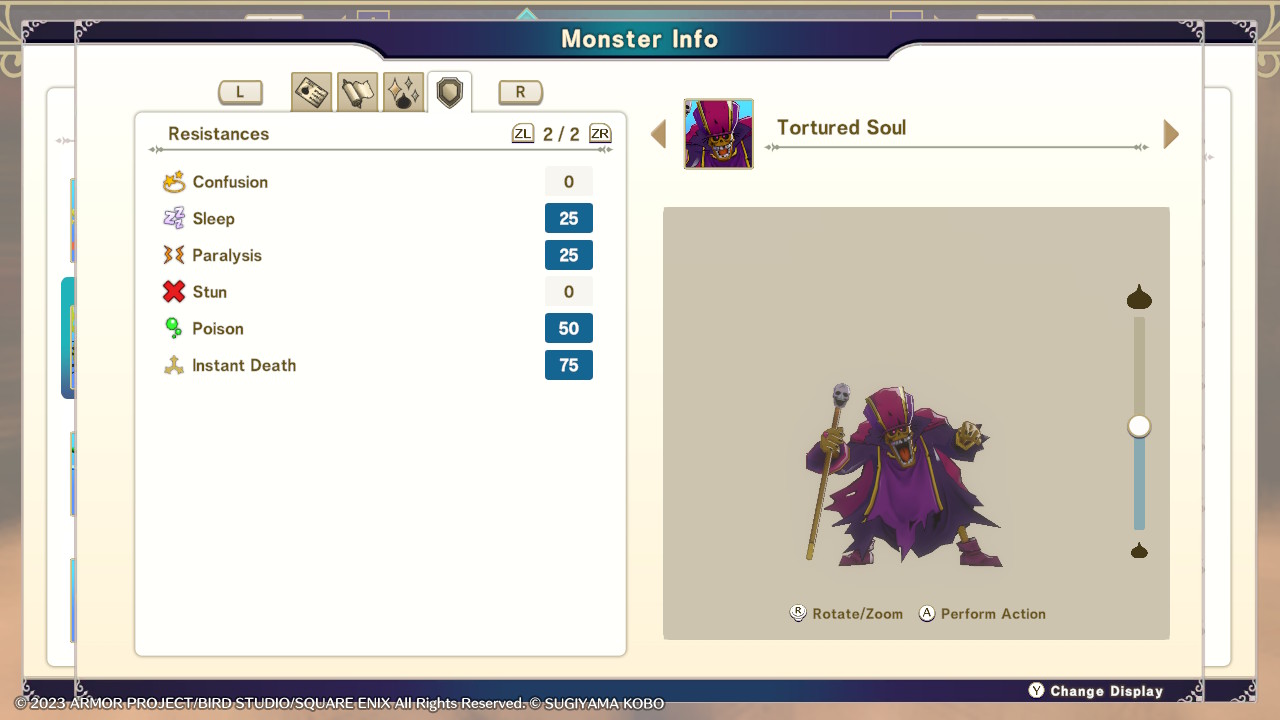 Monster Info
L
R
Resistances
ZL 2 / 2 ZR
Confusion 0
Sleep 25
Paralysis 25
Stun 0
Poison 50
Instant Death 75
Tortured Soul
R Rotate/Zoom A Perform Action
Y Change Display
© 2023 ARMOR PROJECT/BIRD STUDIO/SQUARE ENIX All Rights Reserved. © SUGIYAMA KOBO